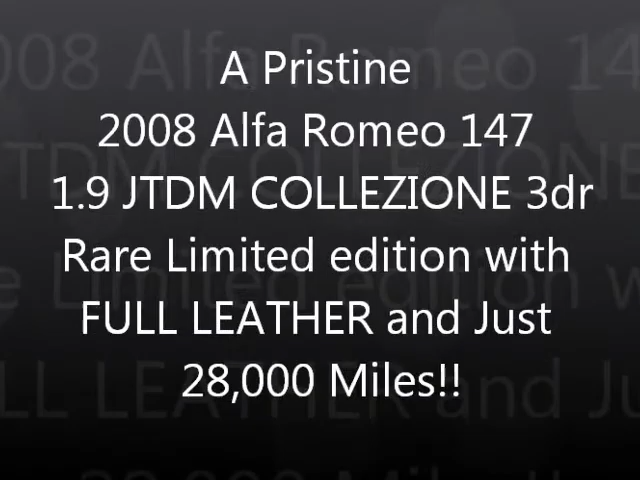 A Pristine
2008 Alfa Romeo 147
1.9 JTDM COLLEZIONE 3dr
Rare Limited edition with
FULL LEATHER and Just
28,000 Miles!!